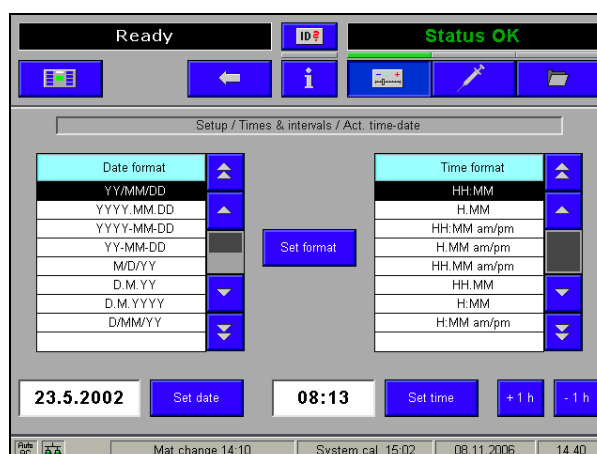 Ready
ID?
Status OK
i
- +
Setup / Times & intervals / Act. time-date
Date format
YY/MM/DD
YYYY.MM.DD
YYYY-MM-DD
YY-MM-DD
M/D/YY
D.M.YY
D.M.YYYY
D/MM/YY
Set format
Time format
HH:MM
H.MM
HH:MM am/pm
H.MM am/pm
HH.MM am/pm
HH.MM
H:MM
H:MM am/pm
23.5.2002
Set date
08:13
Set time
+ 1 h
- 1 h
Auto
QC
Mat change 14:10
System cal. 15:02
08.11.2006
14.40